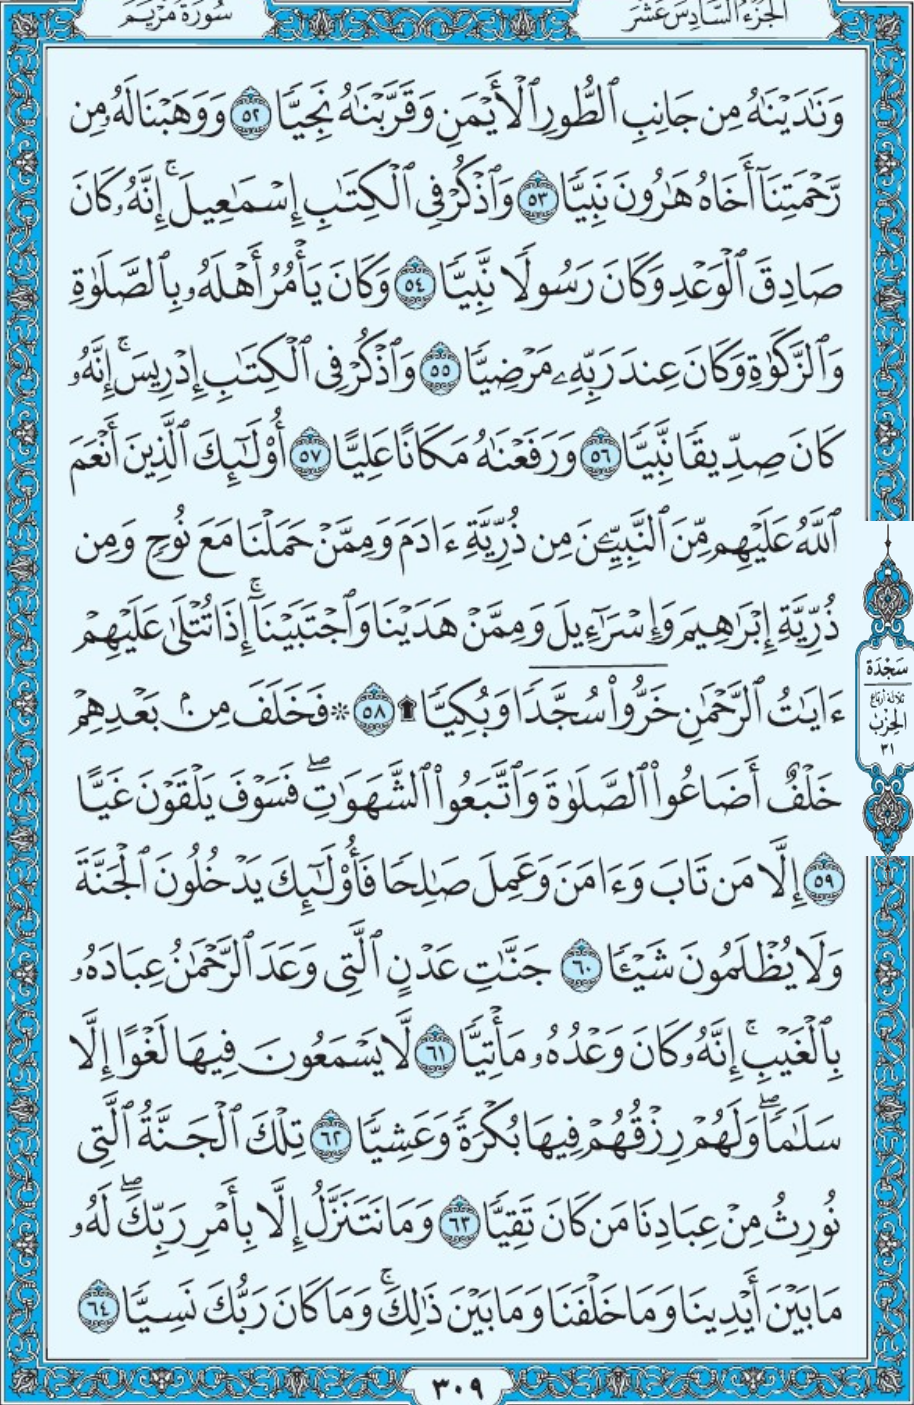 الجزء السادس عشر
سورة مريم
وَنَٰدَيۡنَٰهُ مِن جَانِبِ ٱلطُّورِ ٱلۡأَيۡمَنِ وَقَرَّبۡنَٰهُ نَجِيّٗا ٥٢ وَوَهَبۡنَا لَهُۥ مِن
رَّحۡمَتِنَآ أَخَاهُ هَٰرُونَ نَبِيّٗا ٥٣ وَٱذۡكُرۡ فِي ٱلۡكِتَٰبِ إِسۡمَٰعِيلَۚ إِنَّهُۥ كَانَ
صَادِقَ ٱلۡوَعۡدِ وَكَانَ رَسُولٗا نَّبِيّٗا ٥٤ وَكَانَ يَأۡمُرُ أَهۡلَهُۥ بِٱلصَّلَوٰةِ
وَٱلزَّكَوٰةِ وَكَانَ عِندَ رَبِّهِۦ مَرۡضِيّٗا ٥٥ وَٱذۡكُرۡ فِي ٱلۡكِتَٰبِ إِدۡرِيسَۚ إِنَّهُۥ
كَانَ صِدِّيقٗا نَّبِيّٗا ٥٦ وَرَفَعۡنَٰهُ مَكَانًا عَلِيًّا ٥٧ أُوْلَٰٓئِكَ ٱلَّذِينَ أَنۡعَمَ
ٱللَّهُ عَلَيۡهِم مِّنَ ٱلنَّبِيِّـۧنَ مِن ذُرِّيَّةِ ءَادَمَ وَمِمَّنۡ حَمَلۡنَا مَعَ نُوحٖ وَمِن
ذُرِّيَّةِ إِبۡرَٰهِيمَ وَإِسۡرَٰٓءِيلَ وَمِمَّنۡ هَدَيۡنَا وَٱجۡتَبَيۡنَآۚ إِذَا تُتۡلَىٰ عَلَيۡهِمۡ
ءَايَٰتُ ٱلرَّحۡمَٰنِ خَرُّواْۤ سُجَّدٗا وَبُكِيّٗا ٥٨ ۞ فَخَلَفَ مِنۢ بَعۡدِهِمۡ
خَلۡفٌ أَضَاعُواْ ٱلصَّلَوٰةَ وَٱتَّبَعُواْ ٱلشَّهَوَٰتِۖ فَسَوۡفَ يَلۡقَوۡنَ غَيًّا
٥٩ إِلَّا مَن تَابَ وَءَامَنَ وَعَمِلَ صَٰلِحٗا فَأُوْلَٰٓئِكَ يَدۡخُلُونَ ٱلۡجَنَّةَ
وَلَا يُظۡلَمُونَ شَيۡـٔٗا ٦٠ جَنَّٰتِ عَدۡنٍ ٱلَّتِي وَعَدَ ٱلرَّحۡمَٰنُ عِبَادَهُۥ
بِٱلۡغَيۡبِۚ إِنَّهُۥ كَانَ وَعۡدُهُۥ مَأۡتِيّٗا ٦١ لَّا يَسۡمَعُونَ فِيهَا لَغۡوًا إِلَّا
سَلَٰمٗاۖ وَلَهُمۡ رِزۡقُهُمۡ فِيهَا بُكۡرَةٗ وَعَشِيّٗا ٦٢ تِلۡكَ ٱلۡجَنَّةُ ٱلَّتِي
نُورِثُ مِنۡ عِبَادِنَا مَن كَانَ تَقِيّٗا ٦٣ وَمَا نَتَنَزَّلُ إِلَّا بِأَمۡرِ رَبِّكَۖ لَهُۥ
مَا بَيۡنَ أَيۡدِينَا وَمَا خَلۡفَنَا وَمَا بَيۡنَ ذَٰلِكَۚ وَمَا كَانَ رَبُّكَ نَسِيّٗا ٦٤
سَجْدَة
ثلاثة أرباع
الحزب
٣١
٣٠٩